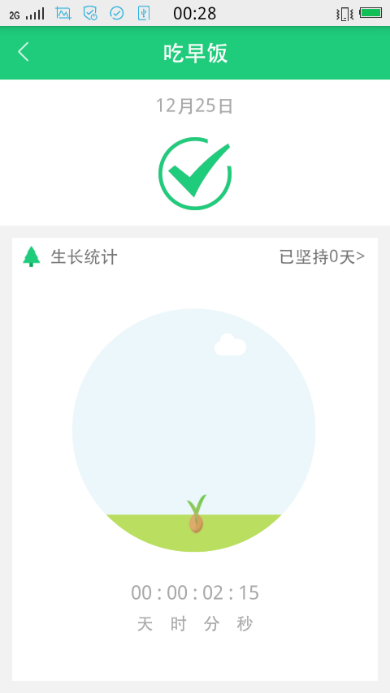 2G 00:28
吃早饭
12月25日
生长统计 已坚持0天>
00 : 00 : 02 : 15
天 时 分 秒